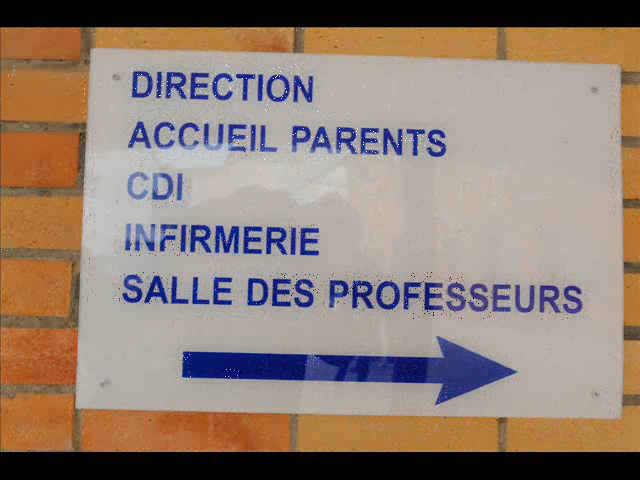 DIRECTION
ACCUEIL PARENTS
CDI
INFIRMERIE
SALLE DES PROFESSEURS